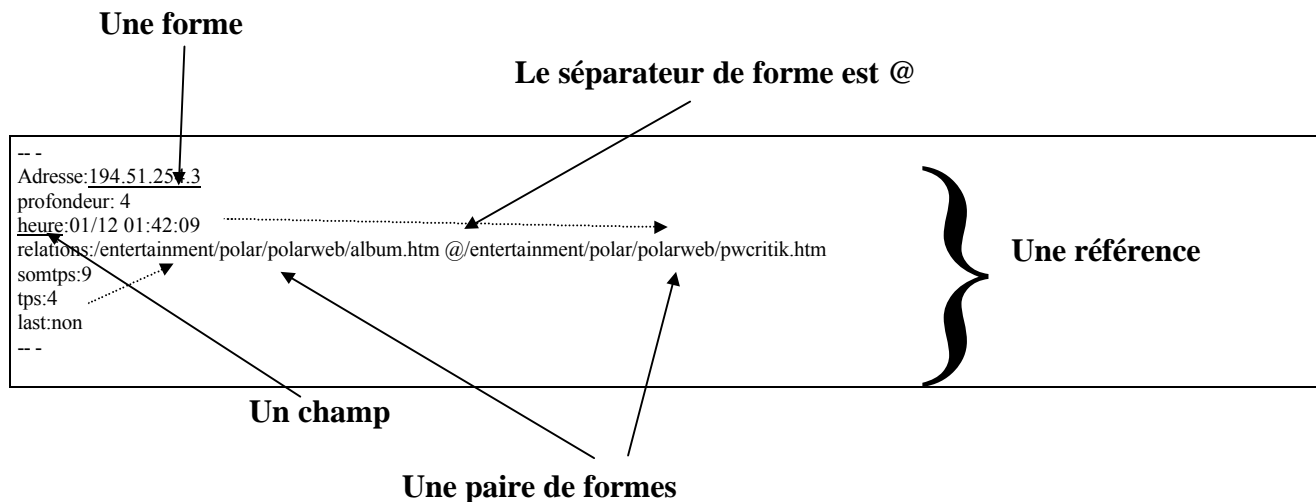 Une forme
Le séparateur de forme est @
-- -
Adresse:194.51.254.3
profondeur: 4
heure:01/12 01:42:09
relations:/entertainment/polar/polarweb/album.htm @/entertainment/polar/polarweb/pwcritik.htm
somtps:9
tps:4
last:non
-- -
Une référence
Un champ
Une paire de formes